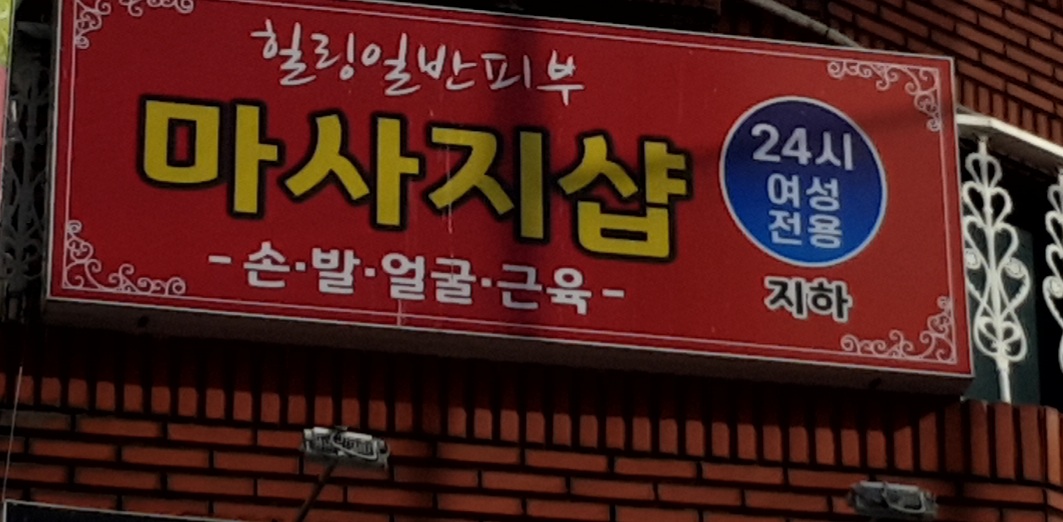 힐링일반피부
마사지샵
-손·발·얼굴·근육-
24시
여성
전용
지하